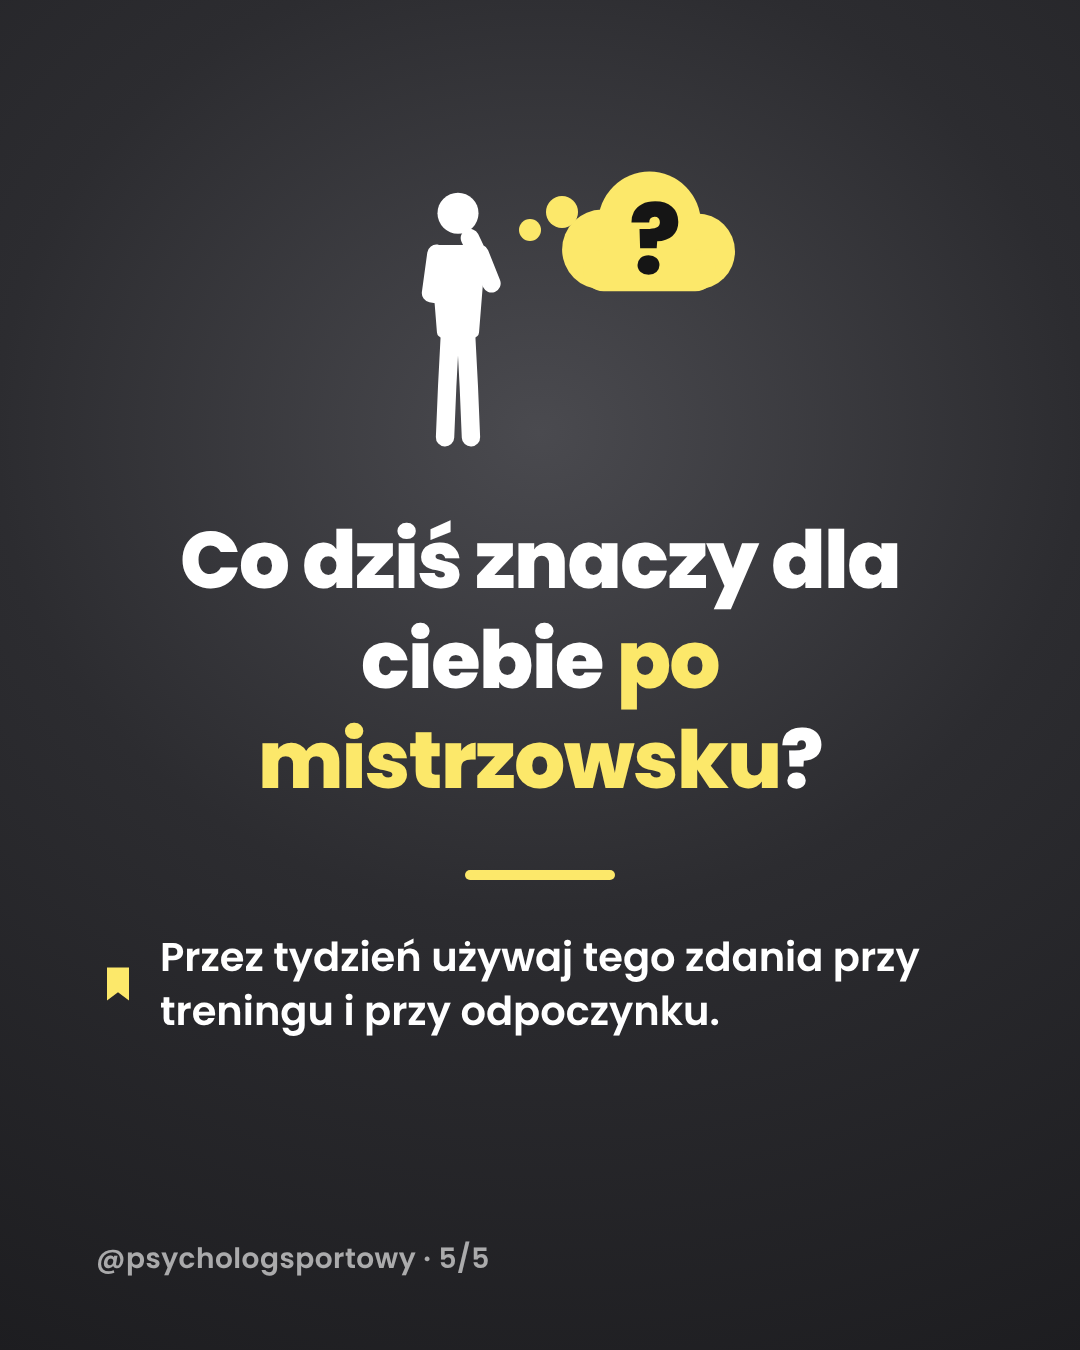 ?
Co dziś znaczy dla
ciebie po
mistrzowsku?
Przez tydzień używaj tego zdania przy
treningu i przy odpoczynku.
@psychologsportowy · 5/5